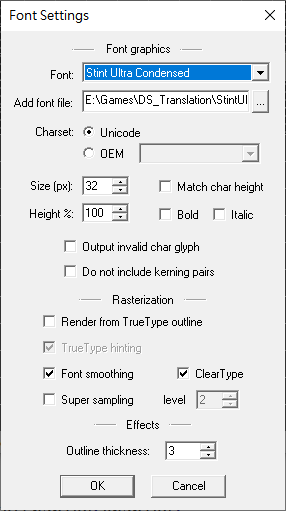 Font Settings
Font graphics
Font: Stint Ultra Condensed
Add font file: E:\Games\DS_Translation\StintUl ...
Charset: Unicode
OEM
Size (px): 32 Match char height
Height %: 100 Bold Italic
Output invalid char glyph
Do not include kerning pairs
Rasterization
Render from TrueType outline
TrueType hinting
Font smoothing ClearType
Super sampling level 2
Effects
Outline thickness: 3
OK Cancel